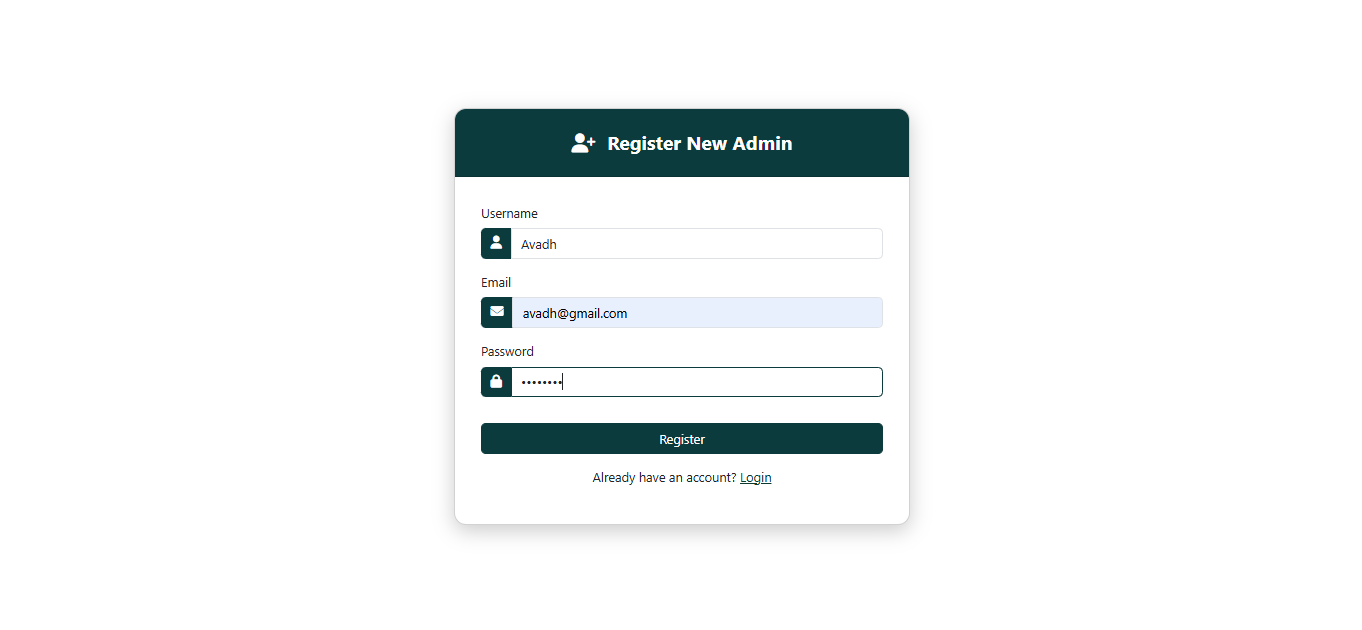 Register New Admin
Username
Avadh
Email
avadh@gmail.com
Password
••••••••
Register
Already have an account? Login